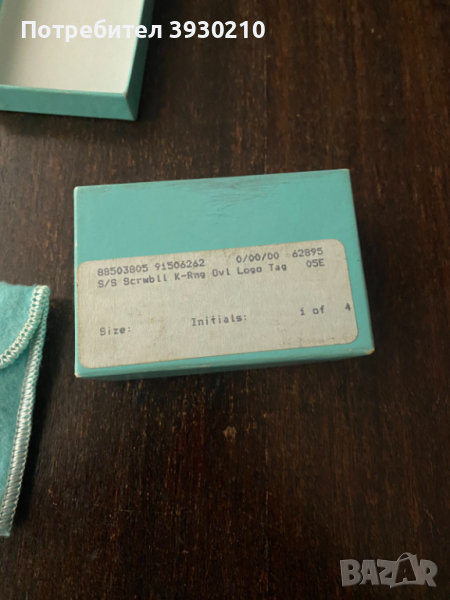 Потребител 3930210
88503805 91506262 0/00/00 62895
S/S Scrwbll K-Rng Ovl Logo Tag 05E
Size: Initials: 1 of 4
BAZAR